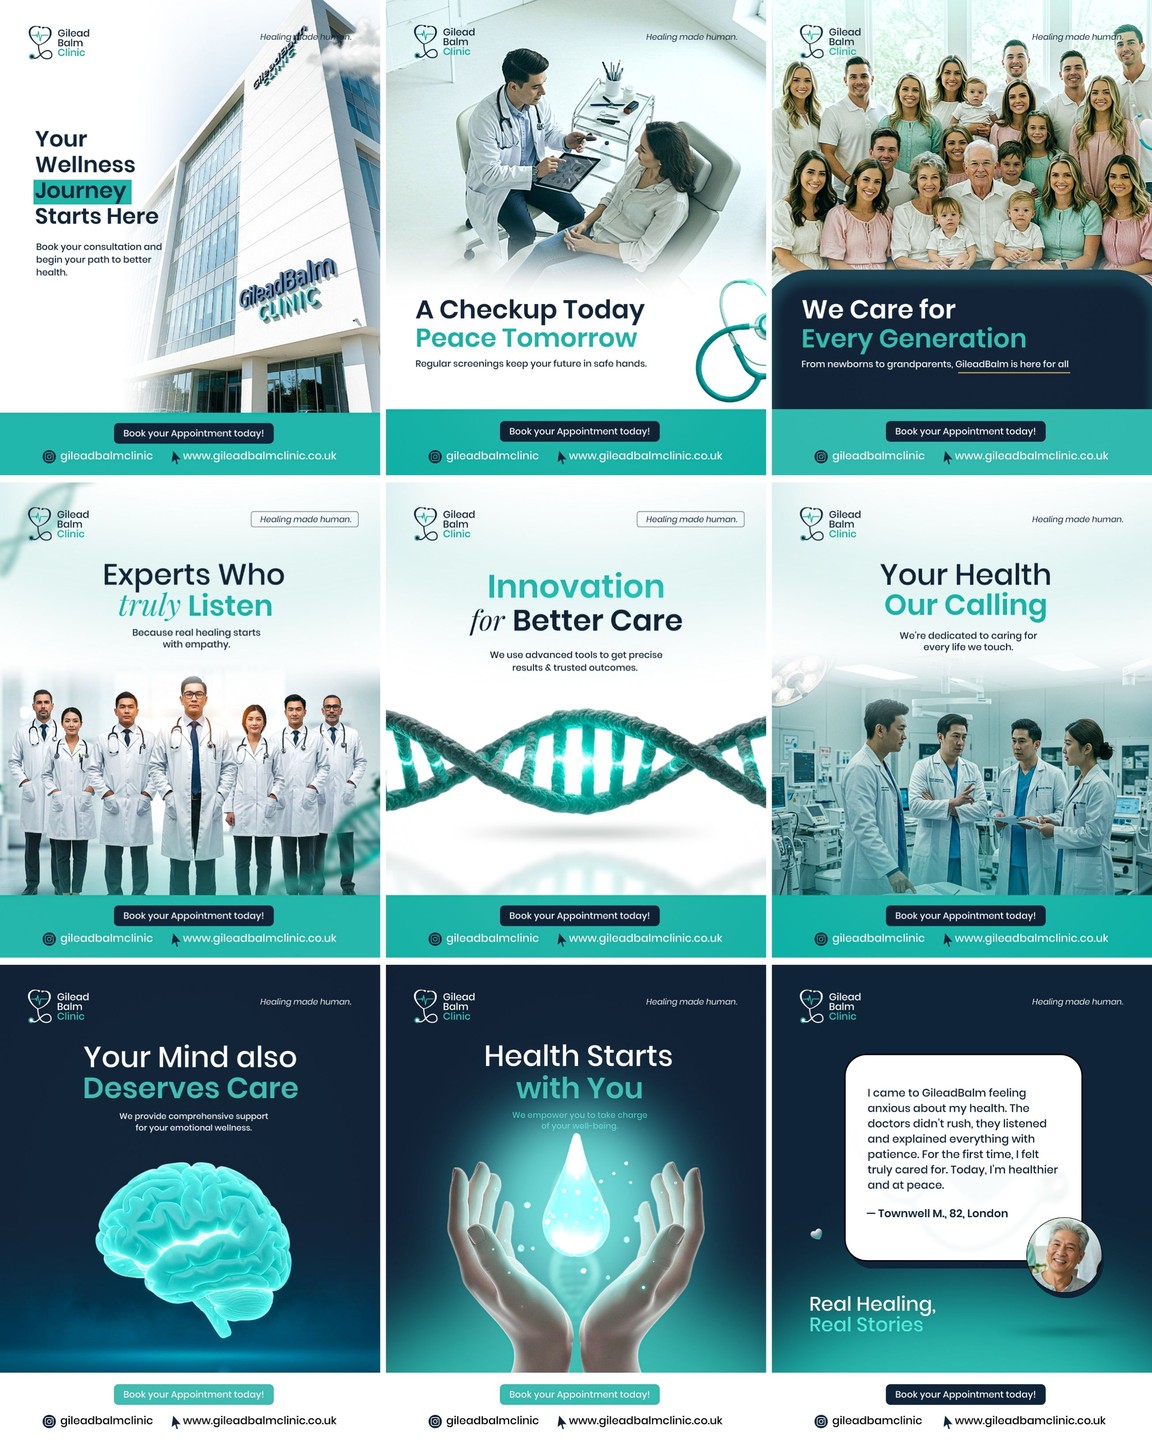 Gilead
Balm
Clinic
Healing made human.
GileadBalm
CLINIC
Your
Wellness
Journey
Starts Here
Book your consultation and
begin your path to better
health.
GileadBalm
CLINIC
Book your Appointment today!
gileadbalmclinic www.gileadbalmclinic.co.uk
Gilead
Balm
Clinic
Healing made human.
A Checkup Today
Peace Tomorrow
Regular screenings keep your future in safe hands.
Book your Appointment today!
gileadbalmclinic www.gileadbalmclinic.co.uk
Gilead
Balm
Clinic
Healing made human.
We Care for
Every Generation
From newborns to grandparents, GileadBalm is here for all
Book your Appointment today!
gileadbalmclinic www.gileadbalmclinic.co.uk
Gilead
Balm
Clinic
Healing made human.
Experts Who
truly Listen
Because real healing starts
with empathy.
Book your Appointment today!
gileadbalmclinic www.gileadbalmclinic.co.uk
Gilead
Balm
Clinic
Healing made human.
Innovation
for Better Care
We use advanced tools to get precise
results & trusted outcomes.
Book your Appointment today!
gileadbalmclinic www.gileadbalmclinic.co.uk
Gilead
Balm
Clinic
Healing made human.
Your Health
Our Calling
We're dedicated to caring for
every life we touch.
Book your Appointment today!
gileadbalmclinic www.gileadbalmclinic.co.uk
Gilead
Balm
Clinic
Healing made human.
Your Mind also
Deserves Care
We provide comprehensive support
for your emotional wellness.
Book your Appointment today!
gileadbalmclinic www.gileadbalmclinic.co.uk
Gilead
Balm
Clinic
Healing made human.
Health Starts
with You
We empower you to take charge
of your well-being.
Book your Appointment today!
gileadbalmclinic www.gileadbalmclinic.co.uk
Gilead
Balm
Clinic
Healing made human.
I came to GileadBalm feeling
anxious about my health. The
doctors didn't rush, they listened
and explained everything with
patience. For the first time, I felt
truly cared for. Today, I'm healthier
and at peace.
— Townwell M., 82, London
Real Healing,
Real Stories
Book your Appointment today!
gileadbamclinic www.gileadbamclinic.co.uk